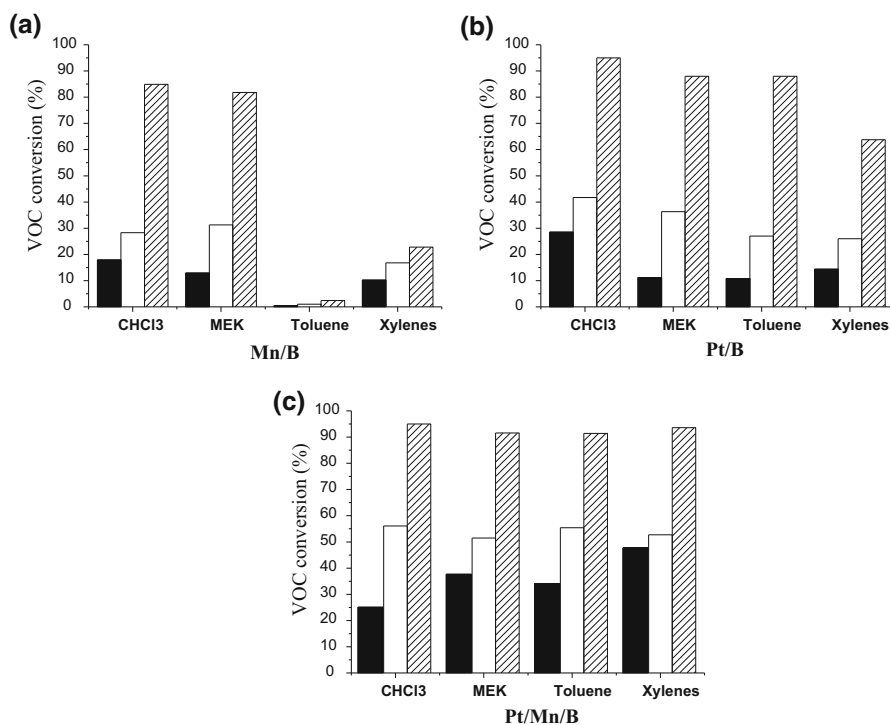 (a)
100
90
80
70
60
50
40
30
20
10
0
VOC conversion (%)
CHCl3 MEK Toluene Xylenes
Mn/B
(b)
100
90
80
70
60
50
40
30
20
10
0
VOC conversion (%)
CHCl3 MEK Toluene Xylenes
Pt/B
(c)
100
90
80
70
60
50
40
30
20
10
0
VOC conversion (%)
CHCl3 MEK Toluene Xylenes
Pt/Mn/B